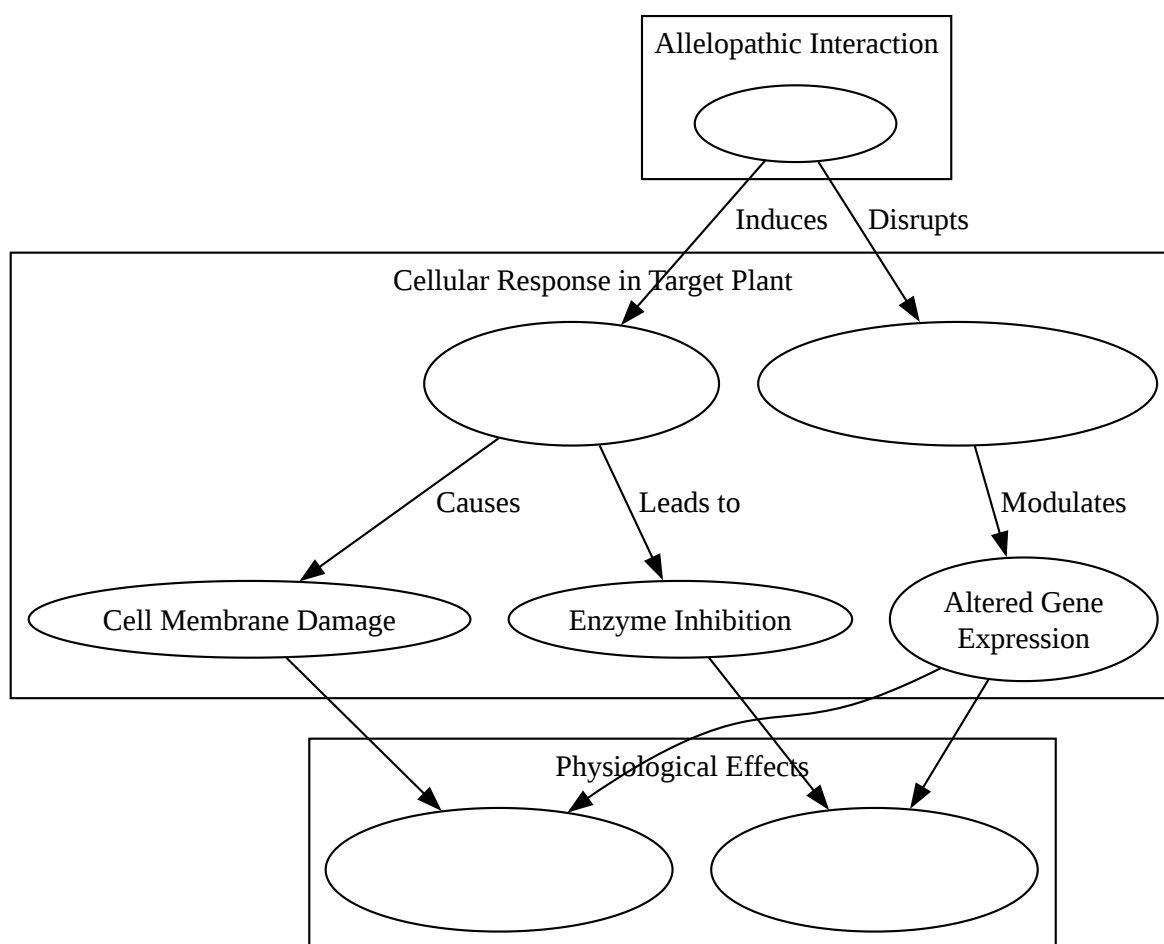 Allelopathic Interaction
Induces
Disrupts
Cellular Response in Target Plant
Causes
Leads to
Modulates
Cell Membrane Damage
Enzyme Inhibition
Altered Gene
Expression
Physiological Effects